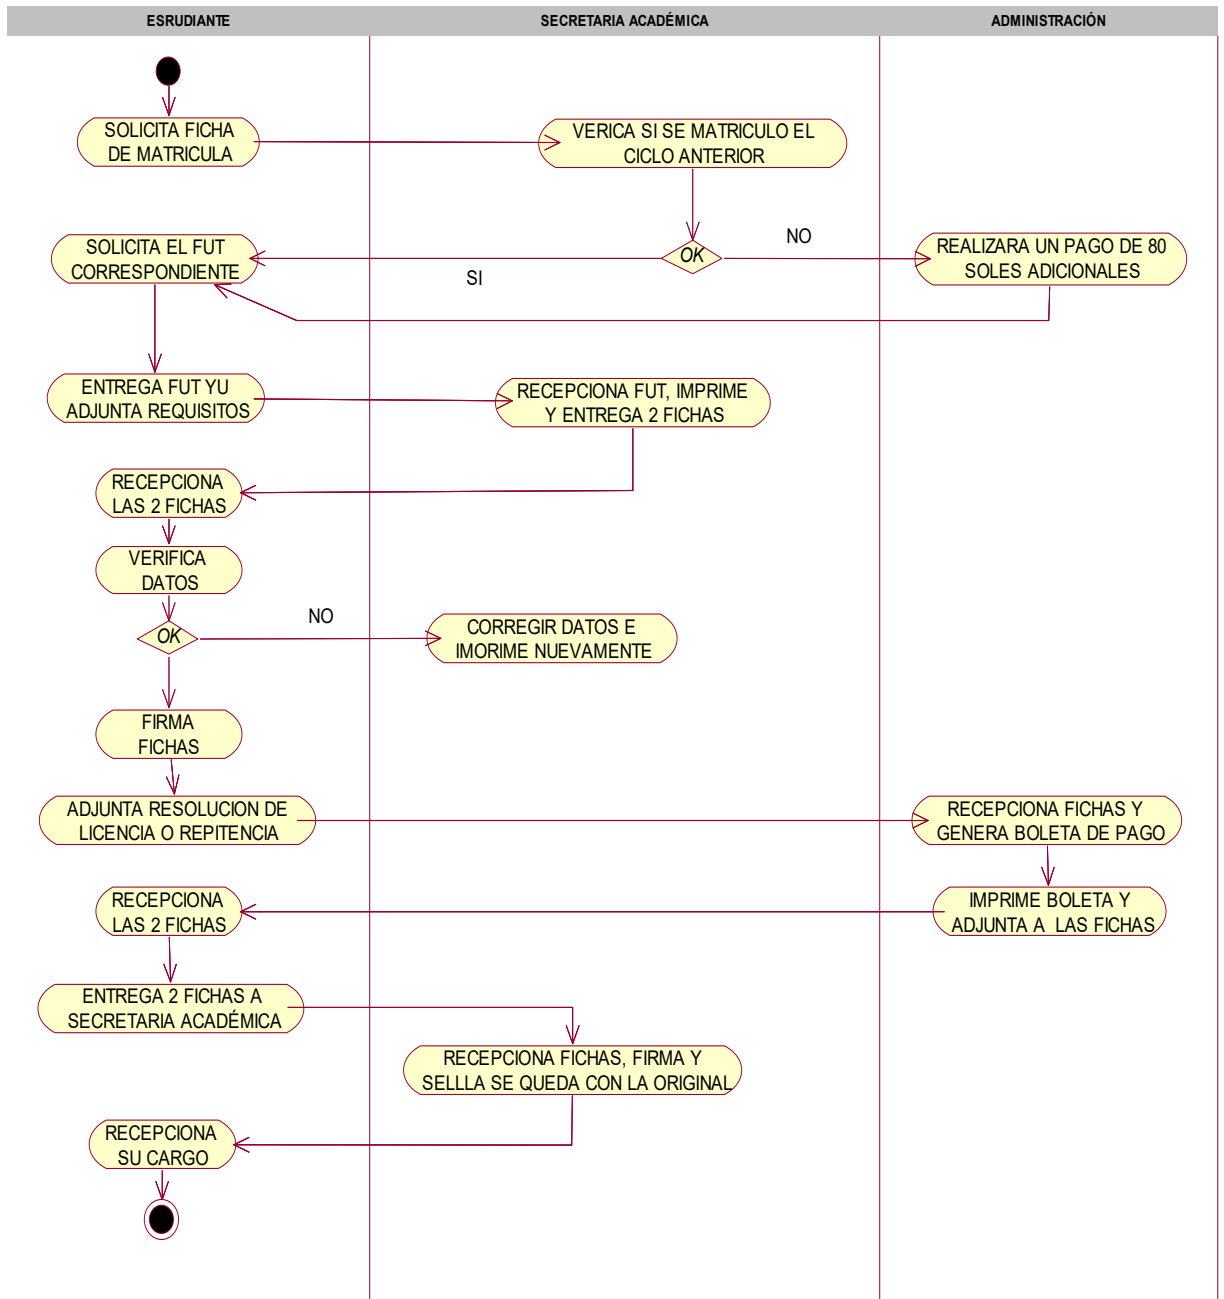 ESRUDIANTE
SECRETARIA ACADÉMICA
ADMINISTRACIÓN
SOLICITA FICHA
DE MATRICULA
VERICA SI SE MATRICULO EL
CICLO ANTERIOR
SOLICITA EL FUT
CORRESPONDIENTE
SI
OK
NO
REALIZARA UN PAGO DE 80
SOLES ADICIONALES
ENTREGA FUT YU
ADJUNTA REQUISITOS
RECEPCIONA FUT, IMPRIME
Y ENTREGA 2 FICHAS
RECEPCIONA
LAS 2 FICHAS
VERIFICA
DATOS
OK
NO
CORREGIR DATOS E
IMORIME NUEVAMENTE
FIRMA
FICHAS
ADJUNTA RESOLUCION DE
LICENCIA O REPITENCIA
RECEPCIONA FICHAS Y
GENERA BOLETA DE PAGO
IMPRIME BOLETA Y
ADJUNTA A LAS FICHAS
RECEPCIONA
LAS 2 FICHAS
ENTREGA 2 FICHAS A
SECRETARIA ACADÉMICA
RECEPCIONA FICHAS, FIRMA Y
SELLLA SE QUEDA CON LA ORIGINAL
RECEPCIONA
SU CARGO